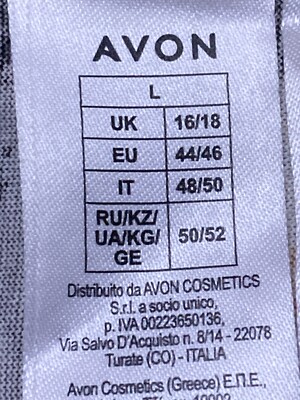 AVON
L
UK 16/18
EU 44/46
IT 48/50
RU/KZ/
UA/KG/
GE 50/52
Distribuito da AVON COSMETICS
S.r.l. a socio unico,
p. IVA 00223650136,
Via Salvo D'Acquisto n. 8/14 - 22078
Turate (CO) - ITALIA
Avon Cosmetics (Greece) Ε.Π.Ε.,